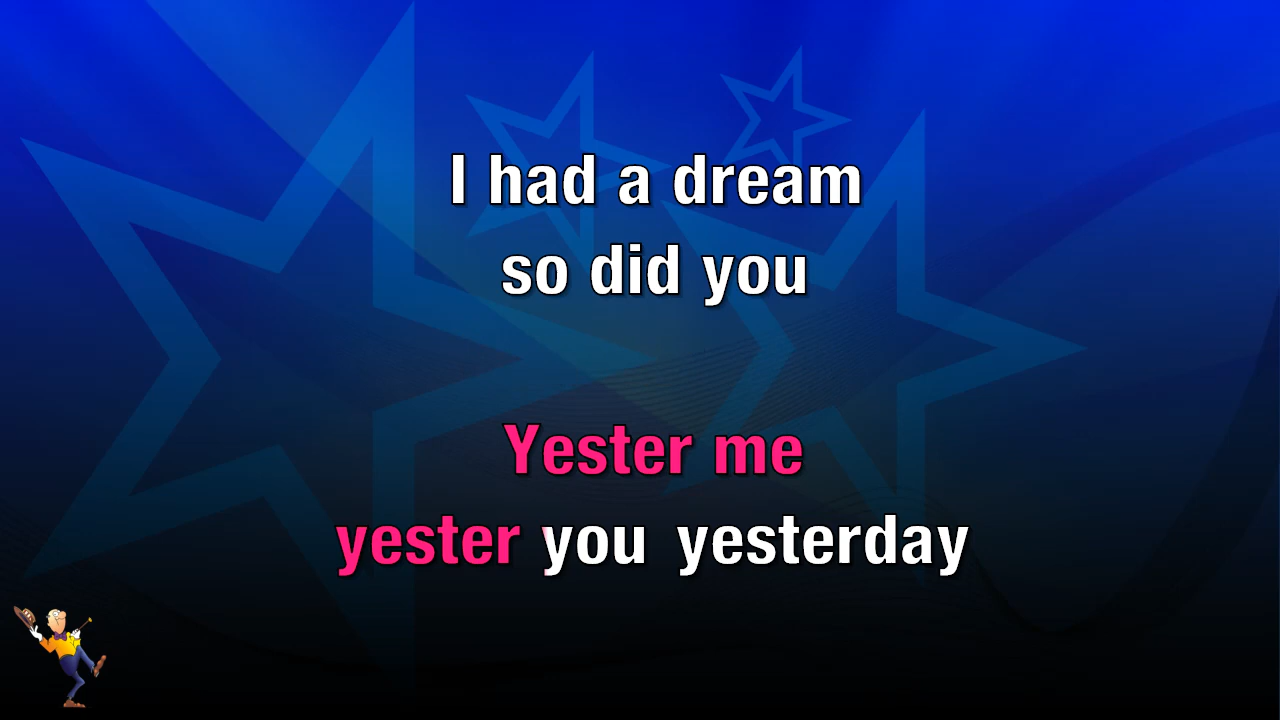 I had a dream
so did you
Yester me
yester you yesterday